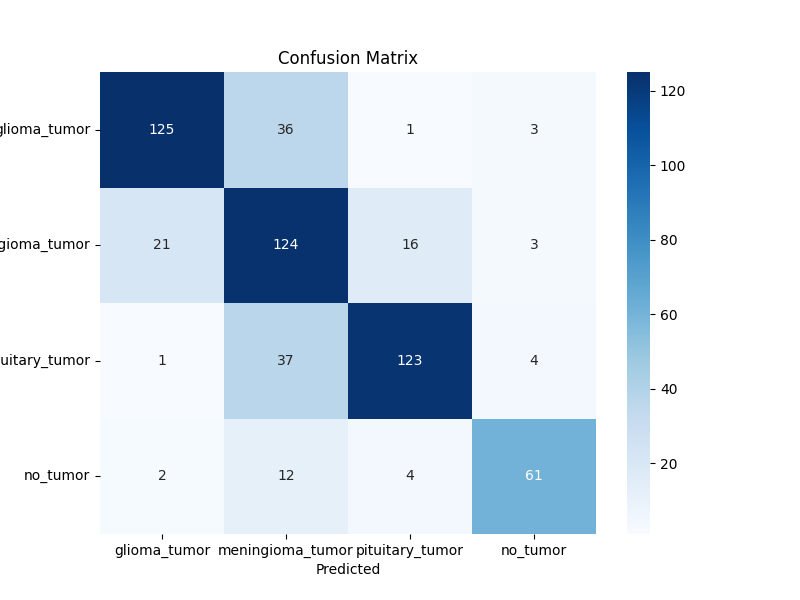 Confusion Matrix
glioma_tumor 125 36 1 3 120
100
gioma_tumor 21 124 16 3 80
60
uitary_tumor 1 37 123 4 40
no_tumor 2 12 4 61 20
glioma_tumor meningioma_tumor pituitary_tumor no_tumor
Predicted